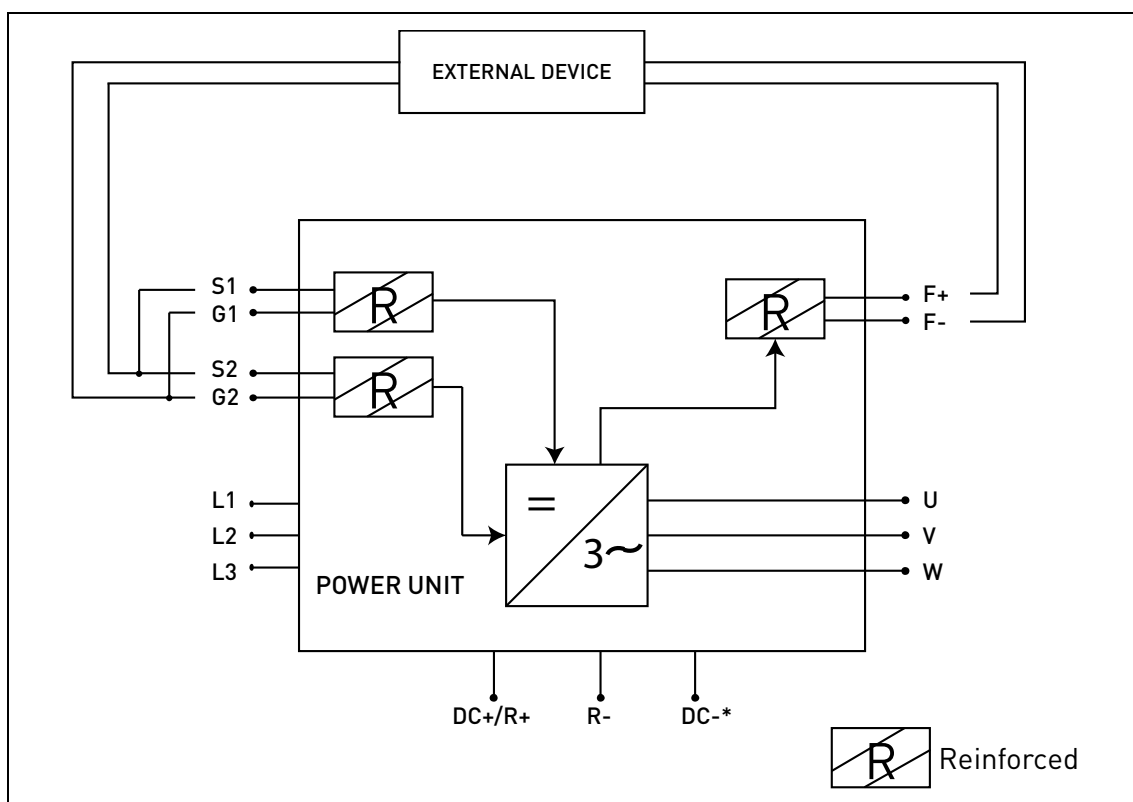 EXTERNAL DEVICE
S1
G1
S2
G2
R
R
R
F+
F-
L1
L2
L3
=
3~
POWER UNIT
U
V
W
DC+/R+
R-
DC-*
R
Reinforced